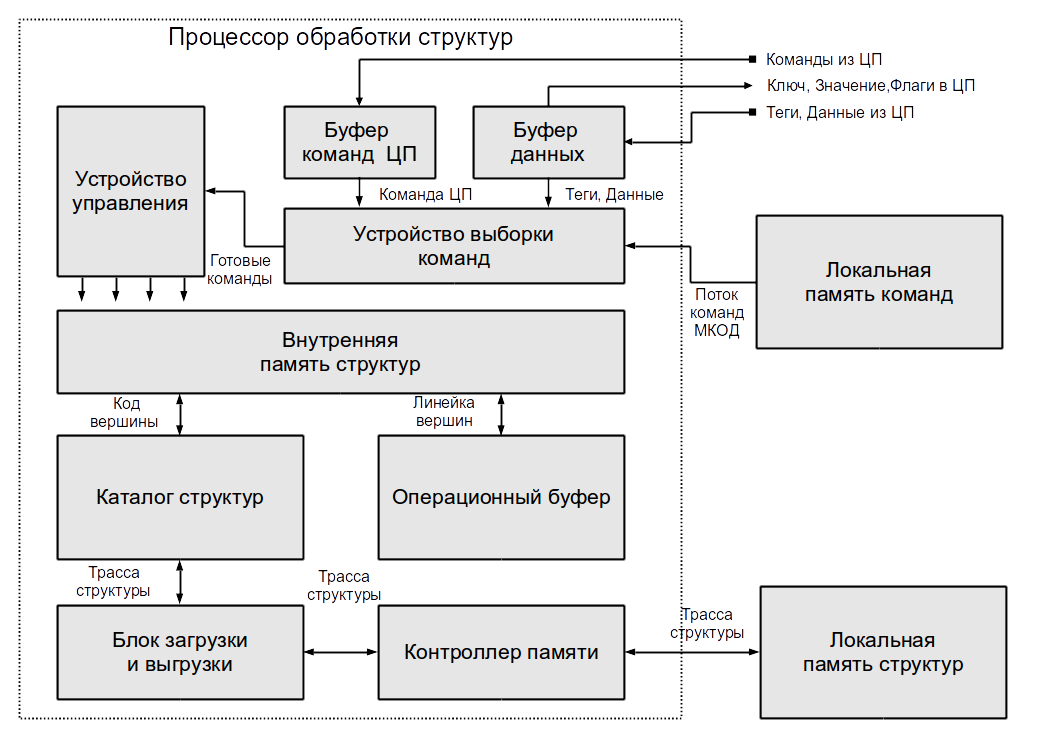 Процессор обработки структур
Команды из ЦП
Ключ, Значение,Флаги в ЦП
Теги, Данные из ЦП
Буфер
команд ЦП
Буфер
данных
Устройство
управления
Команда ЦП
Теги, Данные
Устройство выборки
команд
Готовые
команды
Локальная
память команд
Поток
команд
МКОД
Внутренняя
память структур
Код
вершины
Линейка
вершин
Каталог структур
Операционный буфер
Трасса
структуры
Трасса
структуры
Трасса
структуры
Блок загрузки
и выгрузки
Контроллер памяти
Локальная
память структур